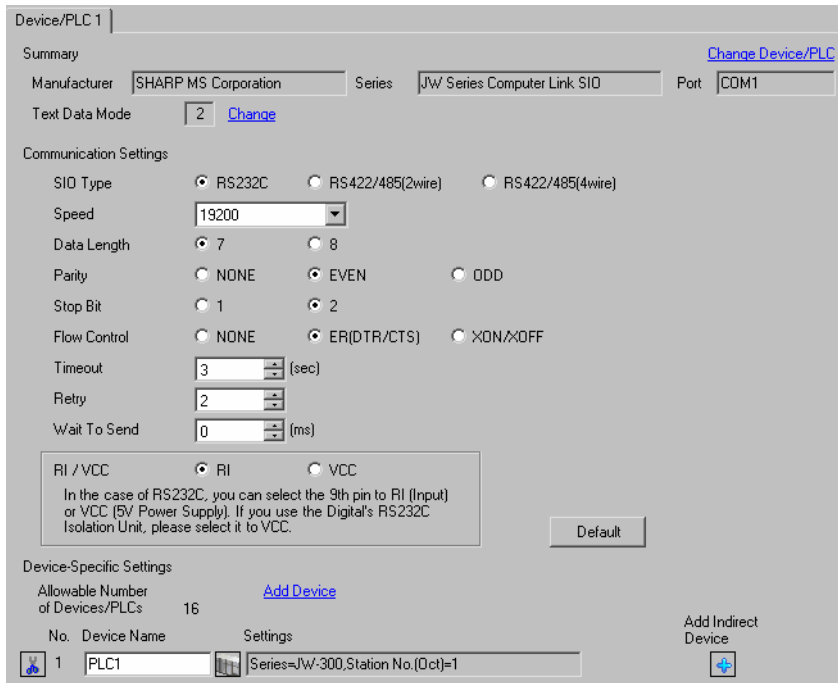 Device/PLC 1
Summary
Change Device/PLC
Manufacturer SHARP MS Corporation Series JW Series Computer Link SIO Port COM1
Text Data Mode 2 Change
Communication Settings
SIO Type RS232C RS422/485(2wire) RS422/485(4wire)
Speed 19200
Data Length 7 8
Parity NONE EVEN ODD
Stop Bit 1 2
Flow Control NONE ER(DTR/CTS) XON/XOFF
Timeout 3 (sec)
Retry 2
Wait To Send 0 (ms)
RI / VCC RI VCC
In the case of RS232C, you can select the 9th pin to RI (Input)
or VCC (5V Power Supply). If you use the Digital's RS232C
Isolation Unit, please select it to VCC.
Default
Device-Specific Settings
Allowable Number
of Devices/PLCs 16
Add Device
Add Indirect
Device
No. Device Name Settings
1 PLC1 Series=JW-300,Station No.(Oct)=1